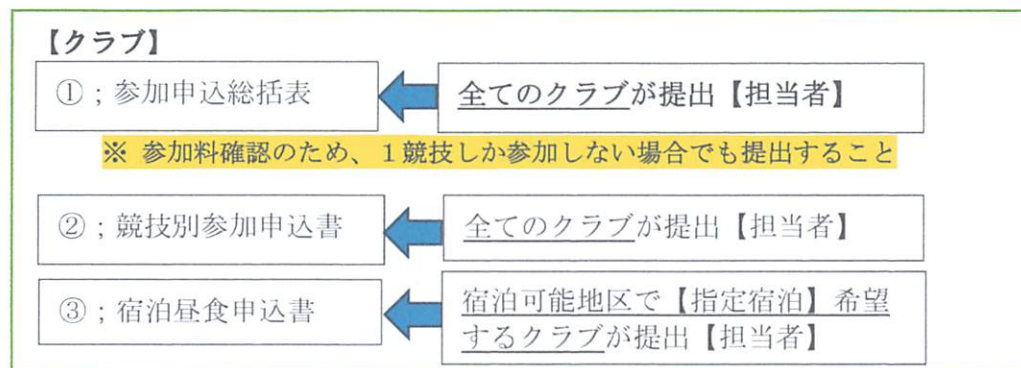 【クラブ】
①;参加申込総括表
全てのクラブが提出【担当者】
※ 参加料確認のため、1競技しか参加しない場合でも提出すること
②;競技別参加申込書
全てのクラブが提出【担当者】
③;宿泊昼食申込書
宿泊可能地区で【指定宿泊】希望
するクラブが提出【担当者】